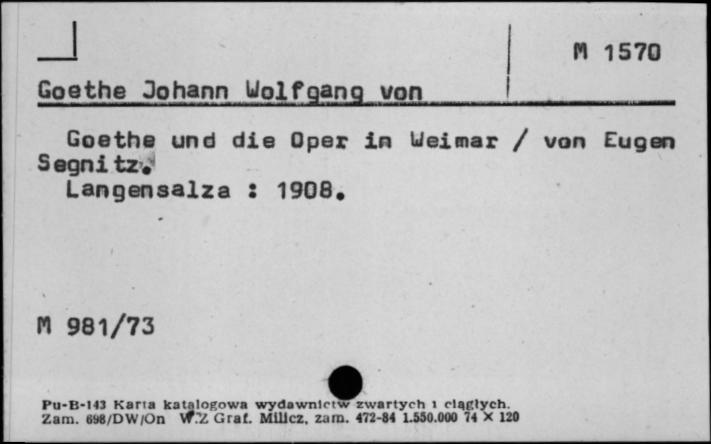 M 1570
Goethe Johann Wolfgang von
Goethe und die Oper in Weimar / von Eugen
Segnitz.
Langensalza : 1908.
M 981/73
Pu-B-143 Karta katalogowa wydawnictw zwartych i ciągłych.
Zam. 698/DW/On W.Z Graf. Milicz, zam. 472-84 1.550.000 74 × 120